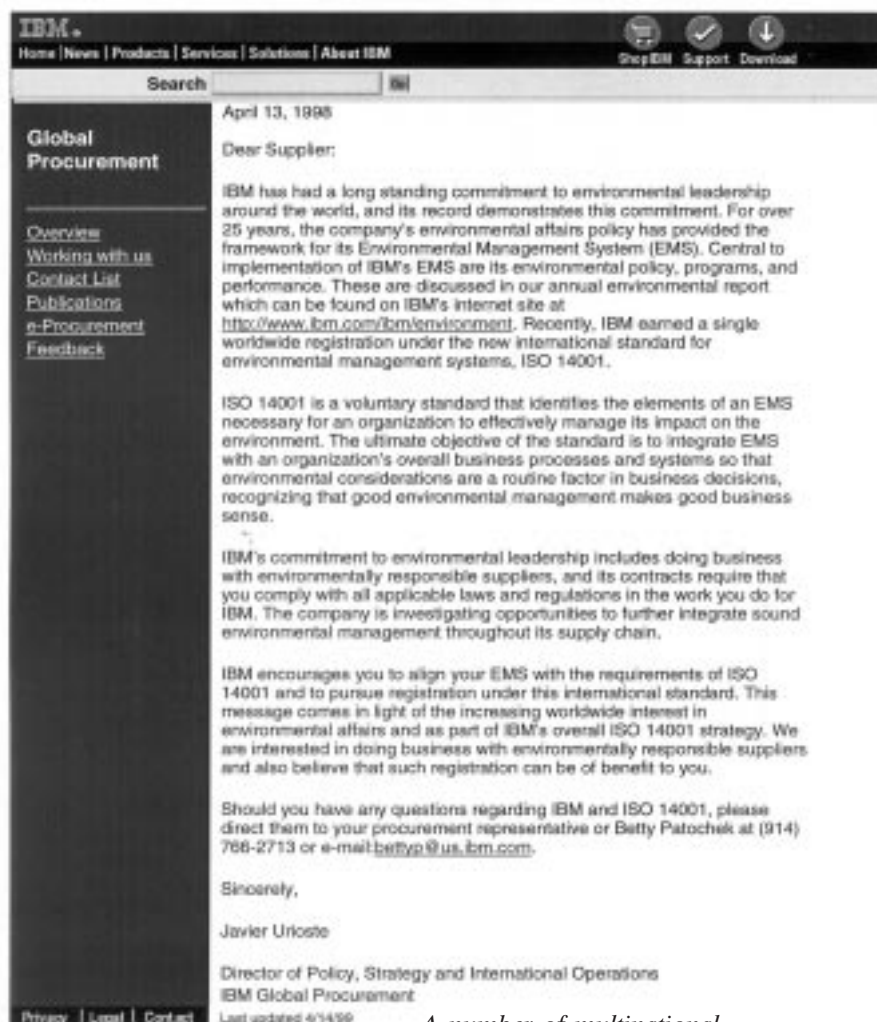 IBM.
Home | News | Products | Services | Solutions | About IBM
Shop IBM Support Download
Search
Go
Global
Procurement
Overview
Working with us
Contact List
Publications
e-Procurement
Feedback
April 13, 1998
Dear Supplier:
IBM has had a long standing commitment to environmental leadership
around the world, and its record demonstrates this commitment. For over
25 years, the company's environmental affairs policy has provided the
framework for its Environmental Management System (EMS). Central to
implementation of IBM's EMS are its environmental policy, programs, and
performance. These are discussed in our annual environmental report
which can be found on IBM's internet site at
http://www.ibm.com/ibm/environment. Recently, IBM earned a single
worldwide registration under the new international standard for
environmental management systems, ISO 14001.
ISO 14001 is a voluntary standard that identifies the elements of an EMS
necessary for an organization to effectively manage its impact on the
environment. The ultimate objective of the standard is to integrate EMS
with an organization's overall business processes and systems so that
environmental considerations are a routine factor in business decisions,
recognizing that good environmental management makes good business
sense.
IBM's commitment to environmental leadership includes doing business
with environmentally responsible suppliers, and its contracts require that
you comply with all applicable laws and regulations in the work you do for
IBM. The company is investigating opportunities to further integrate sound
environmental management throughout its supply chain.
IBM encourages you to align your EMS with the requirements of ISO
14001 and to pursue registration under this international standard. This
message comes in light of the increasing worldwide interest in
environmental affairs and as part of IBM's overall ISO 14001 strategy. We
are interested in doing business with environmentally responsible suppliers
and also believe that such registration can be of benefit to you.
Should you have any questions regarding IBM and ISO 14001, please
direct them to your procurement representative or Betty Patochek at (914)
766-2713 or e-mail:bettyp@us.ibm.com.
Sincerely,
Javier Urioste
Director of Policy, Strategy and International Operations
IBM Global Procurement
Privacy | Legal | Contact
Last updated 4/14/99
A number of multinational